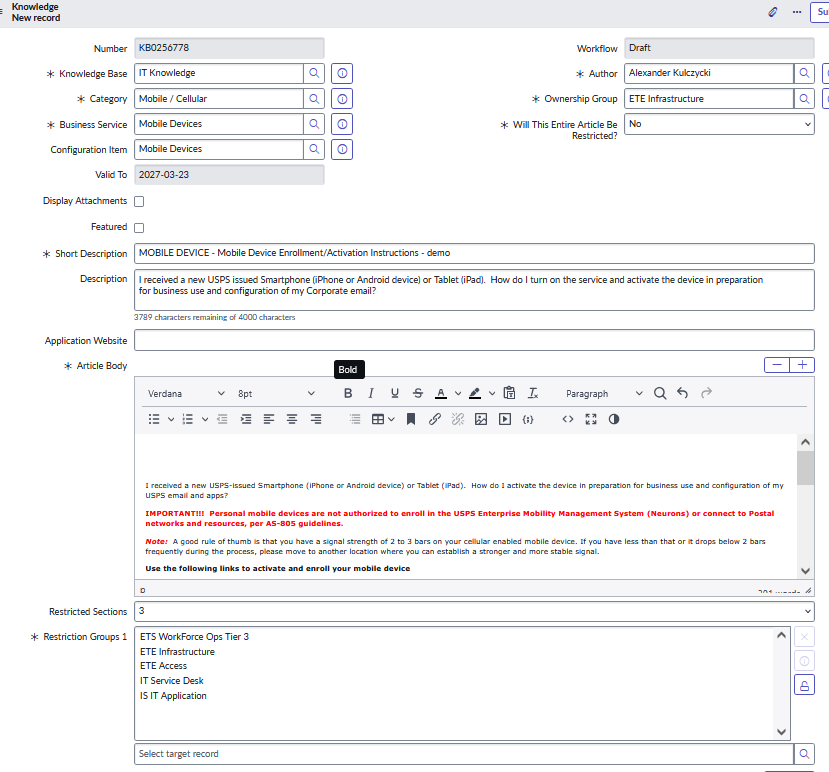 Knowledge
New record
Su
Number KB0256778 Workflow Draft
* Knowledge Base IT Knowledge * Author Alexander Kulczycki
* Category Mobile / Cellular * Ownership Group ETE Infrastructure
* Business Service Mobile Devices * Will This Entire Article Be Restricted? No
Configuration Item Mobile Devices
Valid To 2027-03-23
Display Attachments
Featured
* Short Description MOBILE DEVICE - Mobile Device Enrollment/Activation Instructions - demo
Description I received a new USPS issued Smartphone (iPhone or Android device) or Tablet (iPad).  How do I turn on the service and activate the device in preparation
for business use and configuration of my Corporate email?
3789 characters remaining of 4000 characters
Application Website
* Article Body
Bold
Verdana 8pt B I U S A Paragraph
I received a new USPS-issued Smartphone (iPhone or Android device) or Tablet (iPad).  How do I activate the device in preparation for business use and configuration of my
USPS email and apps?
IMPORTANT!!!  Personal mobile devices are not authorized to enroll in the USPS Enterprise Mobility Management System (Neurons) or connect to Postal
networks and resources, per AS-805 guidelines.
Note:  A good rule of thumb is that you have a signal strength of 2 to 3 bars on your cellular enabled mobile device. If you have less than that or it drops below 2 bars
frequently during the process, please move to another location where you can establish a stronger and more stable signal.
Use the following links to activate and enroll your mobile device
Restricted Sections 3
* Restriction Groups 1 ETS WorkForce Ops Tier 3
ETE Infrastructure
ETE Access
IT Service Desk
IS IT Application
Select target record